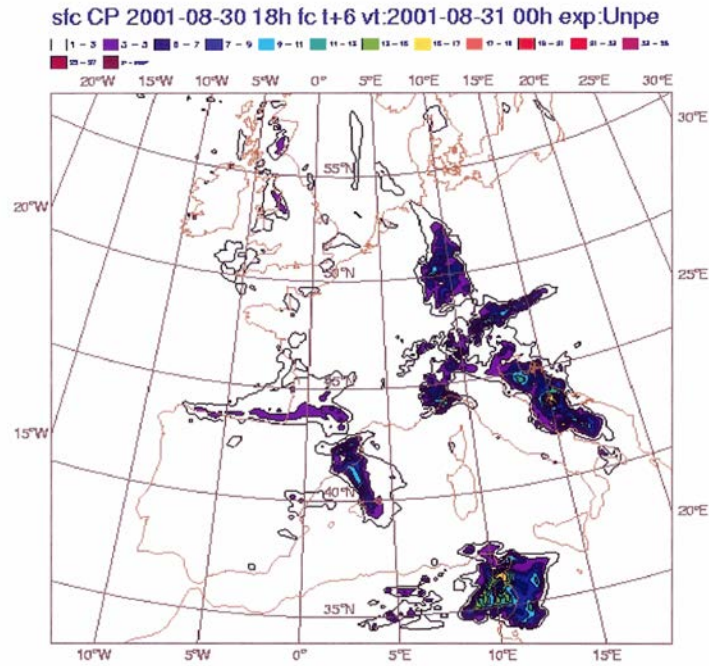 sfc CP 2001-08-30 18h fc t+6 vt:2001-08-31 00h exp:Unpe
1 – 3 3 – 5 5 – 7 7 – 9 9 – 11 11 – 13 13 – 15 15 – 17 17 – 19 19 – 21
20°W 15°W 10°W 5°W 0° 5°E 10°E 15°E 20°E 25°E 30°E
30°E
55°N
20°W
25°E
50°N
45°N
15°W
40°N
20°E
35°N
10°W 5°W 0° 5°E 10°E 15°E